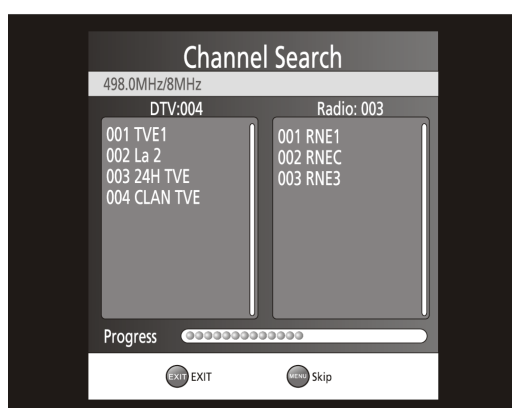 Channel Search
498.0MHz/8MHz
DTV:004
Radio: 003
001 TVE1
002 La 2
003 24H TVE
004 CLAN TVE
001 RNE1
002 RNEC
003 RNE3
Progress
EXIT EXIT
MENU Skip